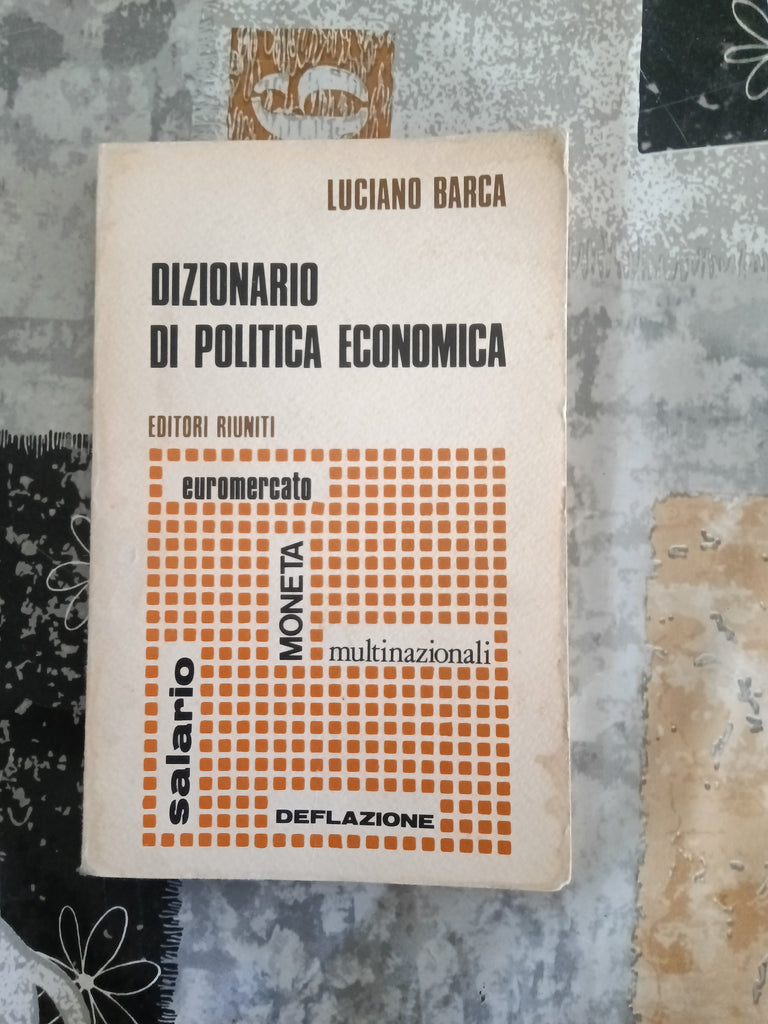 LUCIANO BARCA
DIZIONARIO
DI POLITICA ECONOMICA
EDITORI RIUNITI
euromercato
MONETA
multinazionali
salario
DEFLAZIONE